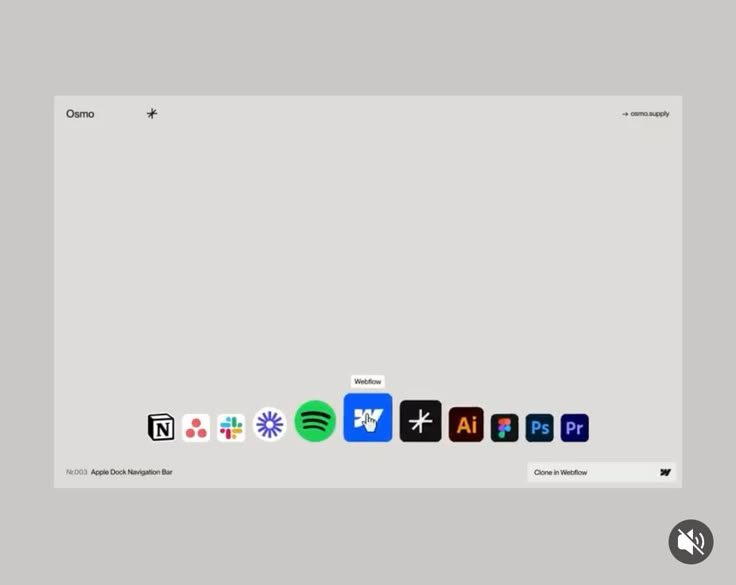 Osmo
→ osmo.supply
Webflow
N
Ai
Ps
Pr
Nr.003 Apple Dock Navigation Bar
Clone in Webflow